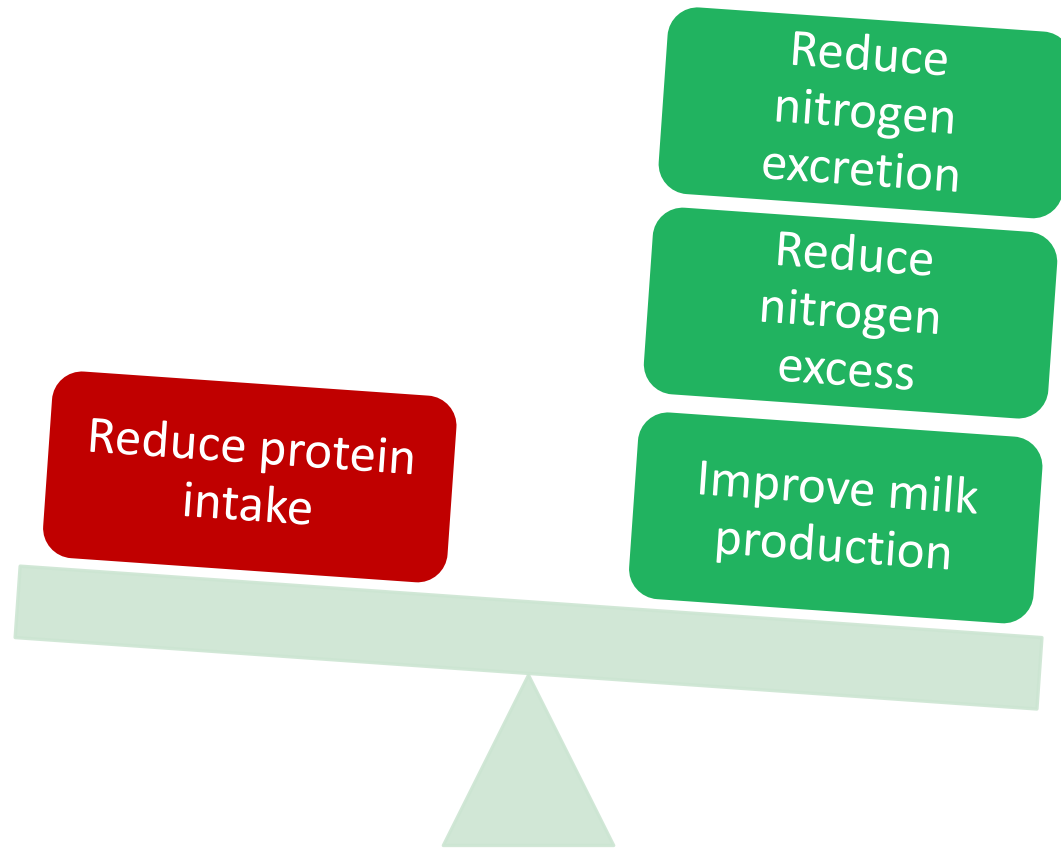 Reduce
nitrogen
excretion
Reduce
nitrogen
excess
Reduce protein
intake
Improve milk
production